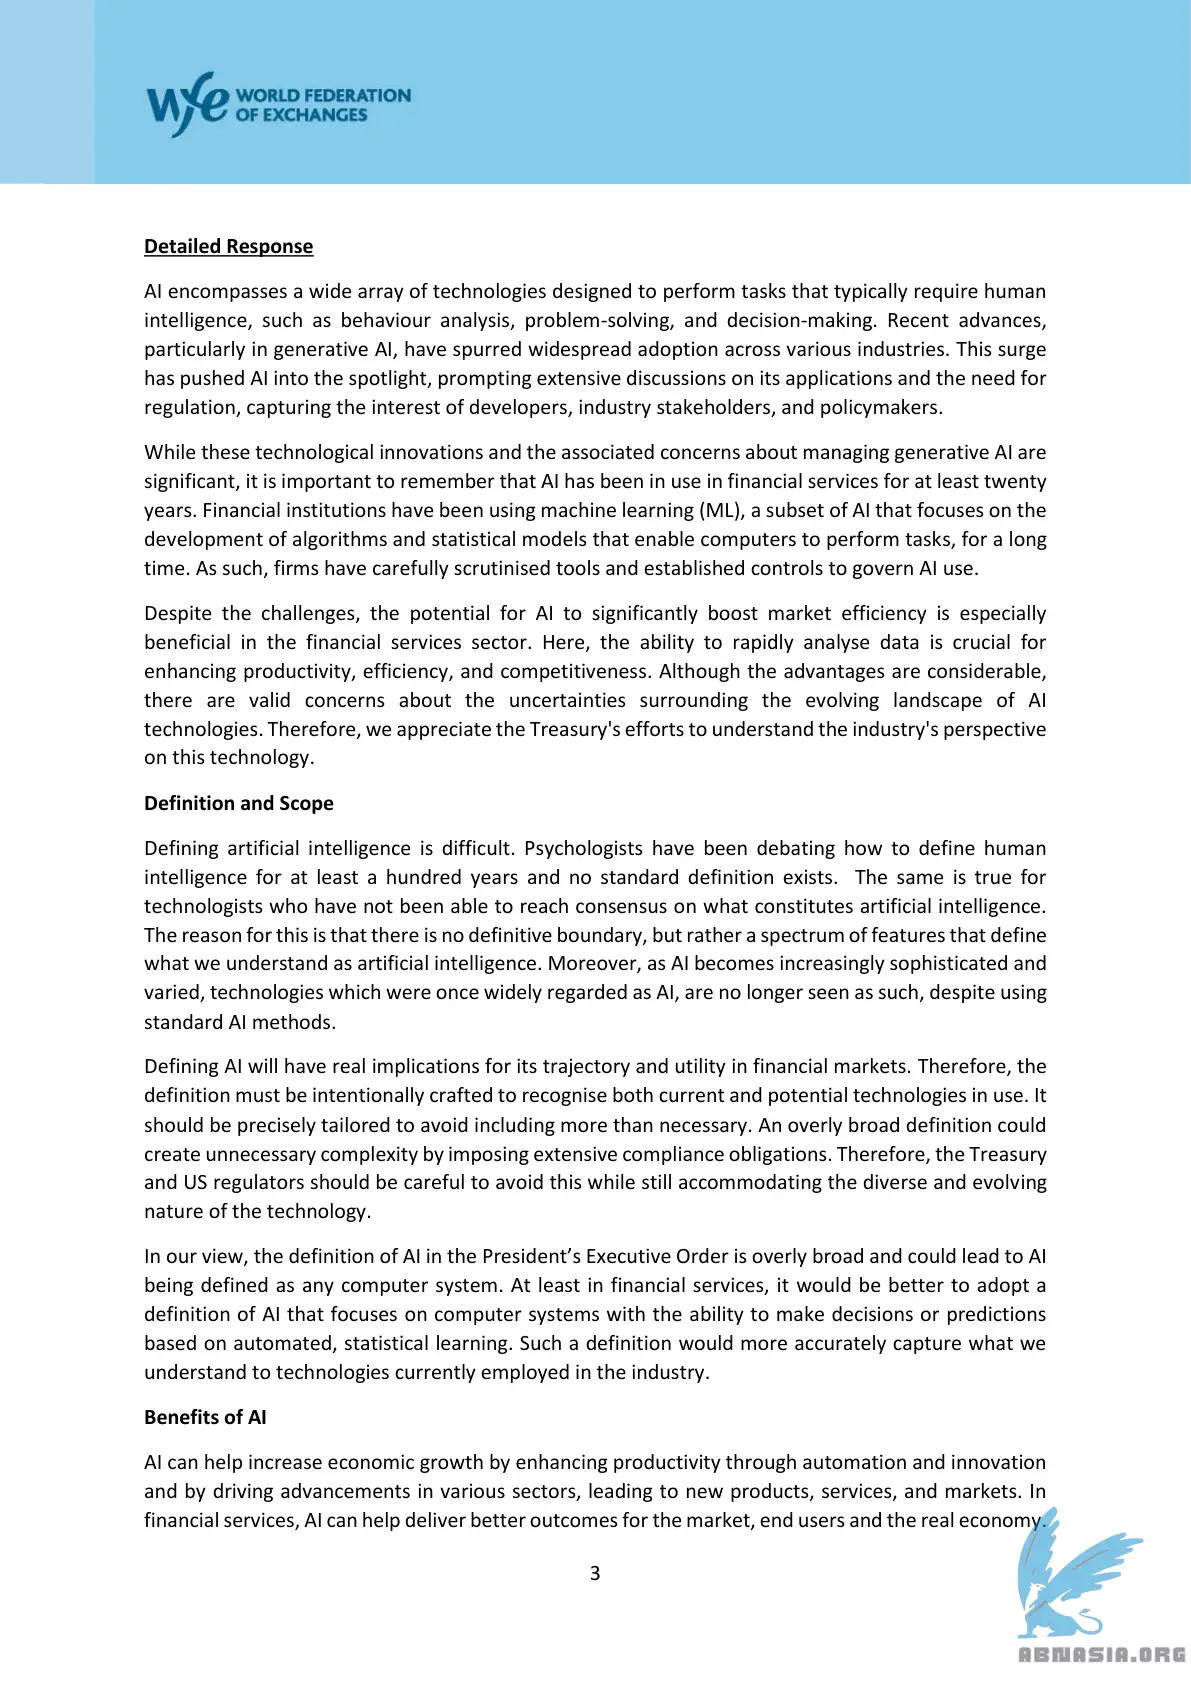 wfe WORLD FEDERATION
OF EXCHANGES
Detailed Response
AI encompasses a wide array of technologies designed to perform tasks that typically require human
intelligence, such as behaviour analysis, problem-solving, and decision-making. Recent advances,
particularly in generative AI, have spurred widespread adoption across various industries. This surge
has pushed AI into the spotlight, prompting extensive discussions on its applications and the need for
regulation, capturing the interest of developers, industry stakeholders, and policymakers.
While these technological innovations and the associated concerns about managing generative AI are
significant, it is important to remember that AI has been in use in financial services for at least twenty
years. Financial institutions have been using machine learning (ML), a subset of AI that focuses on the
development of algorithms and statistical models that enable computers to perform tasks, for a long
time. As such, firms have carefully scrutinised tools and established controls to govern AI use.
Despite the challenges, the potential for AI to significantly boost market efficiency is especially
beneficial in the financial services sector. Here, the ability to rapidly analyse data is crucial for
enhancing productivity, efficiency, and competitiveness. Although the advantages are considerable,
there are valid concerns about the uncertainties surrounding the evolving landscape of AI
technologies. Therefore, we appreciate the Treasury's efforts to understand the industry's perspective
on this technology.
Definition and Scope
Defining artificial intelligence is difficult. Psychologists have been debating how to define human
intelligence for at least a hundred years and no standard definition exists. The same is true for
technologists who have not been able to reach consensus on what constitutes artificial intelligence.
The reason for this is that there is no definitive boundary, but rather a spectrum of features that define
what we understand as artificial intelligence. Moreover, as AI becomes increasingly sophisticated and
varied, technologies which were once widely regarded as AI, are no longer seen as such, despite using
standard AI methods.
Defining AI will have real implications for its trajectory and utility in financial markets. Therefore, the
definition must be intentionally crafted to recognise both current and potential technologies in use. It
should be precisely tailored to avoid including more than necessary. An overly broad definition could
create unnecessary complexity by imposing extensive compliance obligations. Therefore, the Treasury
and US regulators should be careful to avoid this while still accommodating the diverse and evolving
nature of the technology.
In our view, the definition of AI in the President’s Executive Order is overly broad and could lead to AI
being defined as any computer system. At least in financial services, it would be better to adopt a
definition of AI that focuses on computer systems with the ability to make decisions or predictions
based on automated, statistical learning. Such a definition would more accurately capture what we
understand to technologies currently employed in the industry.
Benefits of AI
AI can help increase economic growth by enhancing productivity through automation and innovation
and by driving advancements in various sectors, leading to new products, services, and markets. In
financial services, AI can help deliver better outcomes for the market, end users and the real economy.
3
ABNASIA.ORG